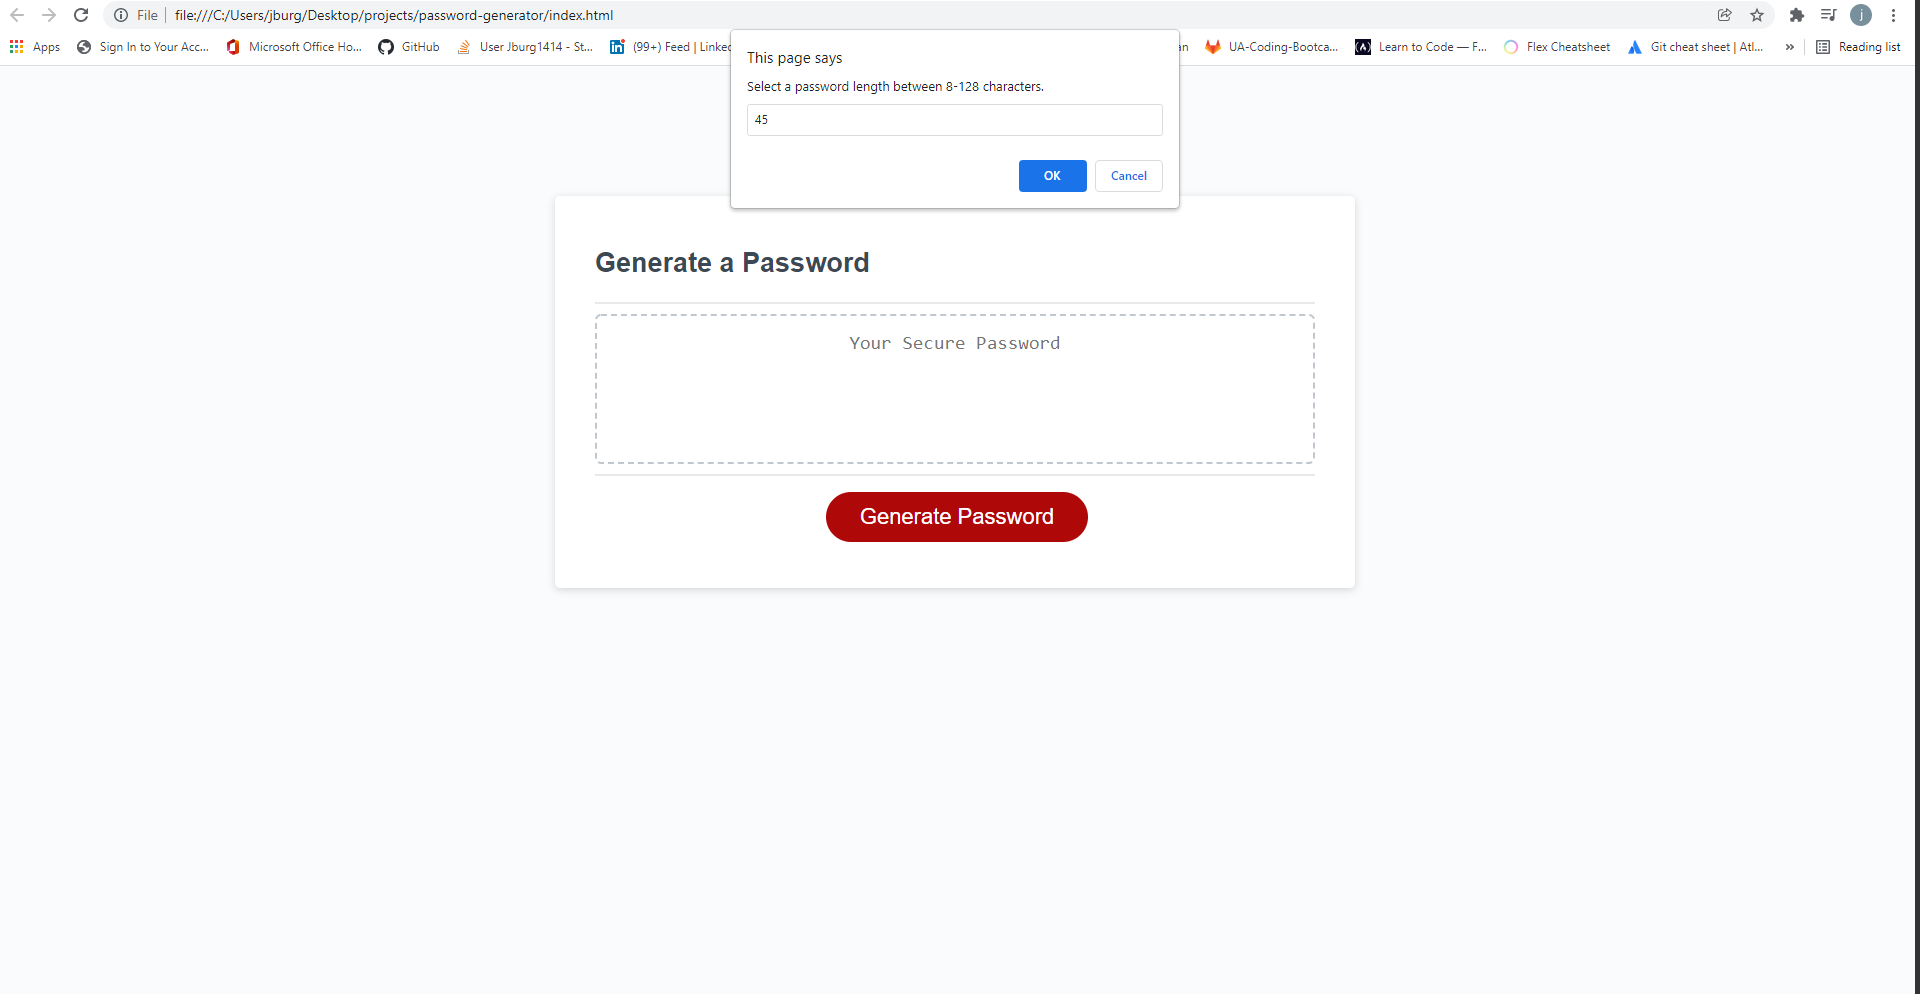 File file:///C:/Users/jburg/Desktop/projects/password-generator/index.html j
Apps Sign In to Your Acc... Microsoft Office Ho... GitHub User Jburg1414 - St... (99+) Feed | Linke an UA-Coding-Bootca... Learn to Code — F... Flex Cheatsheet Git cheat sheet | Atl... » Reading list
This page says
Select a password length between 8-128 characters.
45
OK Cancel
Generate a Password
Your Secure Password
Generate Password